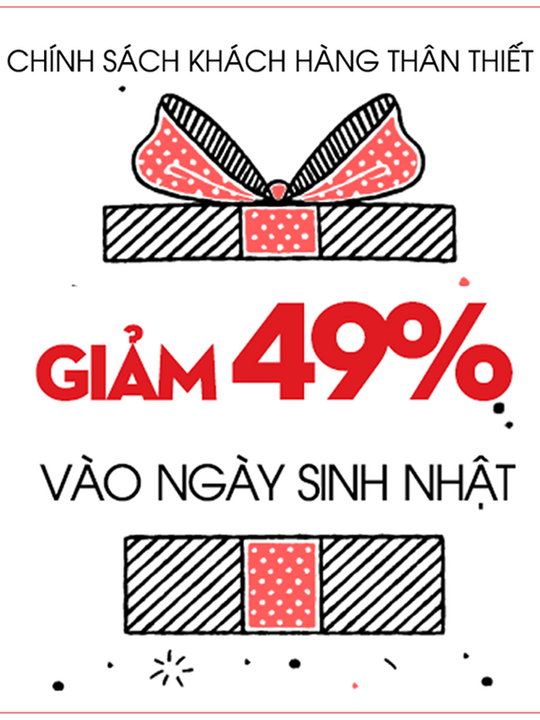 CHÍNH SÁCH KHÁCH HÀNG THÂN THIẾT
GIẢM 49%
VÀO NGÀY SINH NHẬT